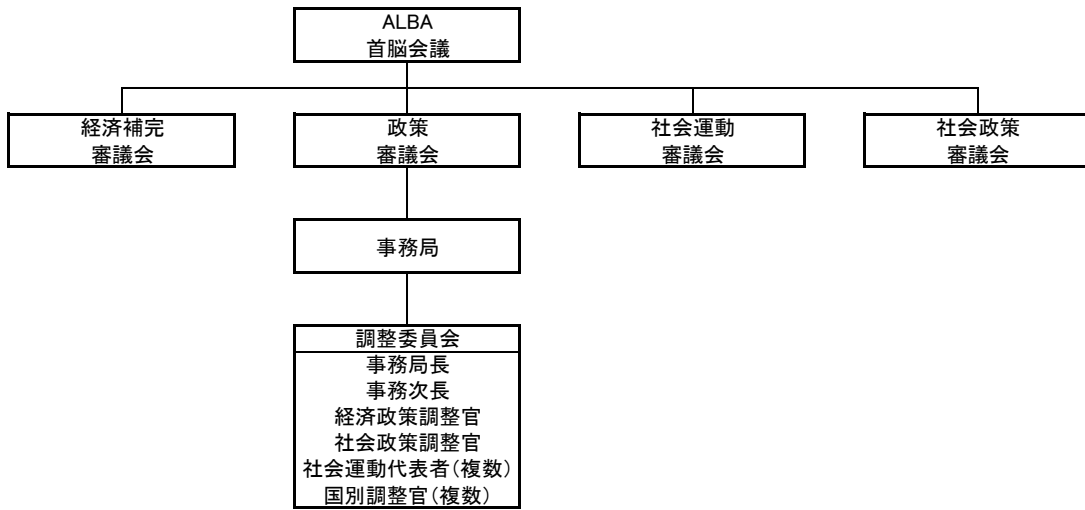 ALBA
首脳会議
経済補完
審議会
政策
審議会
社会運動
審議会
社会政策
審議会
事務局
調整委員会
事務局長
事務次長
経済政策調整官
社会政策調整官
社会運動代表者(複数)
国別調整官(複数)